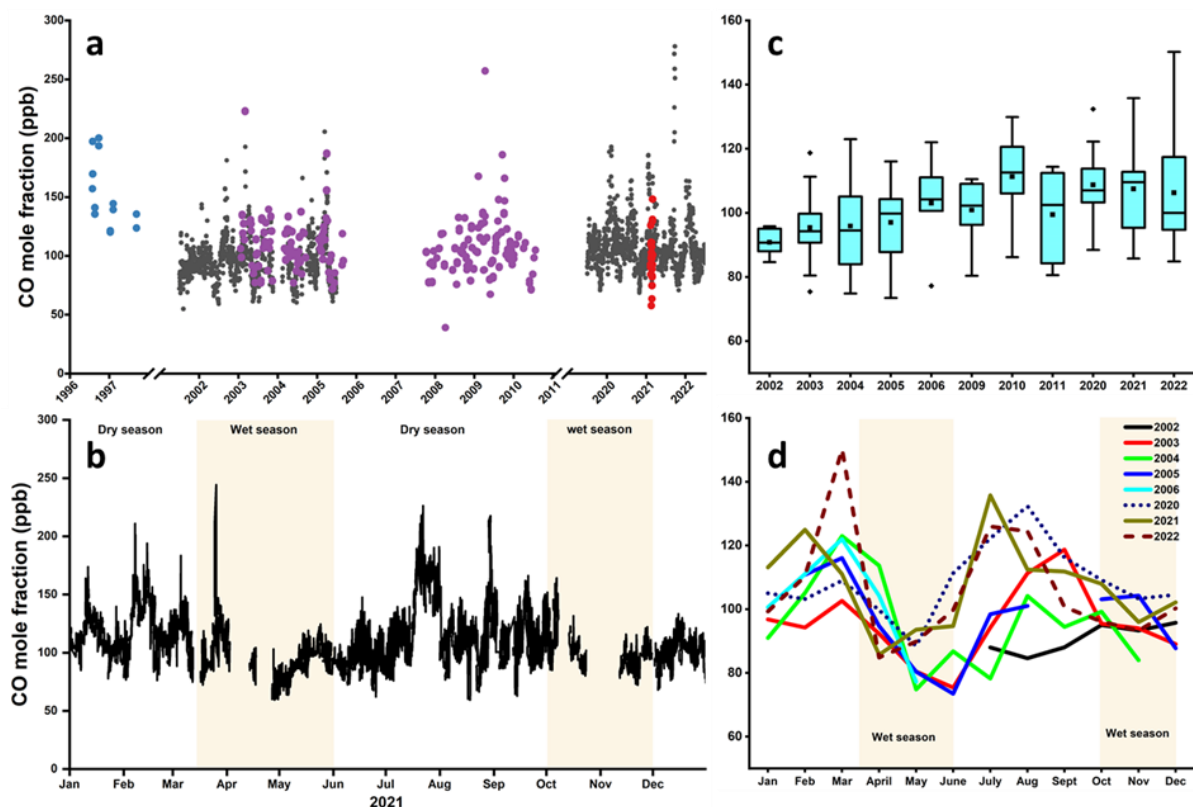 a
CO mole fraction (ppb)
300
250
200
150
100
50
0
1996
1997
2002
2003
2004
2005
2006
2007
2008
2009
2010
2011
2020
2021
2022
c
160
140
120
100
80
60
2002
2003
2004
2005
2006
2009
2010
2011
2020
2021
2022
b
Dry season
Wet season
Dry season
wet season
CO mole fraction (ppb)
300
250
200
150
100
50
0
Jan
Feb
Mar
Apr
May
Jun
Jul
Aug
Sep
Oct
Nov
Dec
2021
d
160
140
120
100
80
60
2002
2003
2004
2005
2006
2020
2021
2022
Wet season
Wet season
Jan
Feb
Mar
April
May
June
July
Aug
Sept
Oct
Nov
Dec